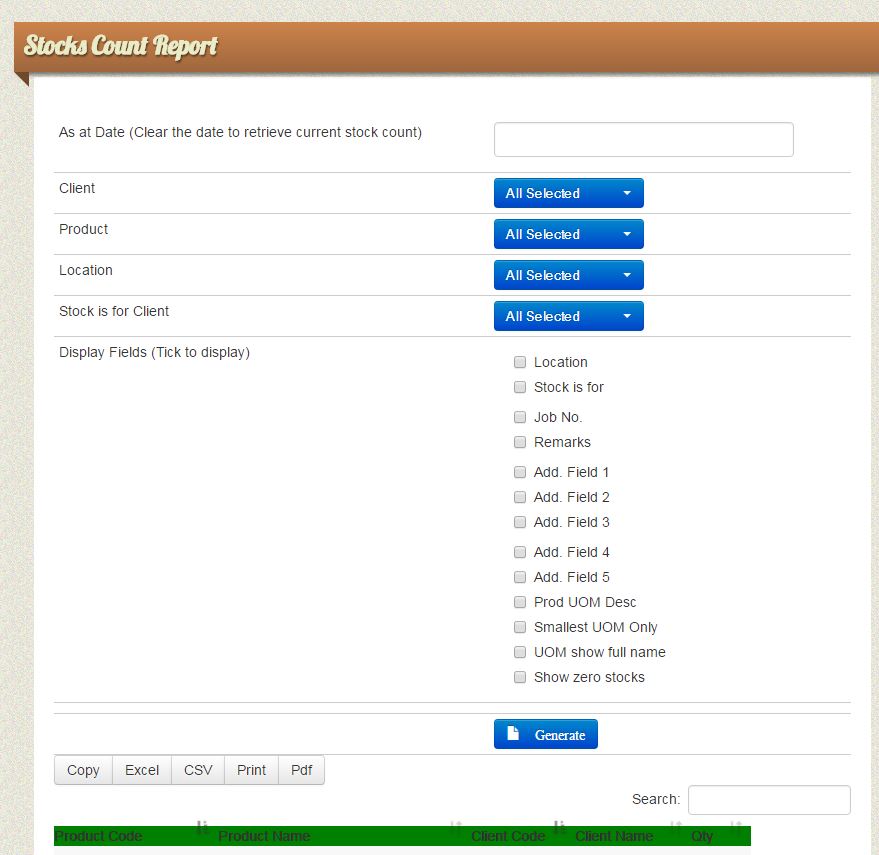 Stocks Count Report
As at Date (Clear the date to retrieve current stock count)
Client All Selected
Product All Selected
Location All Selected
Stock is for Client All Selected
Display Fields (Tick to display)
Location
Stock is for
Job No.
Remarks
Add. Field 1
Add. Field 2
Add. Field 3
Add. Field 4
Add. Field 5
Prod UOM Desc
Smallest UOM Only
UOM show full name
Show zero stocks
Generate
Copy Excel CSV Print Pdf
Search:
Product Code Product Name Client Code Client Name Qty